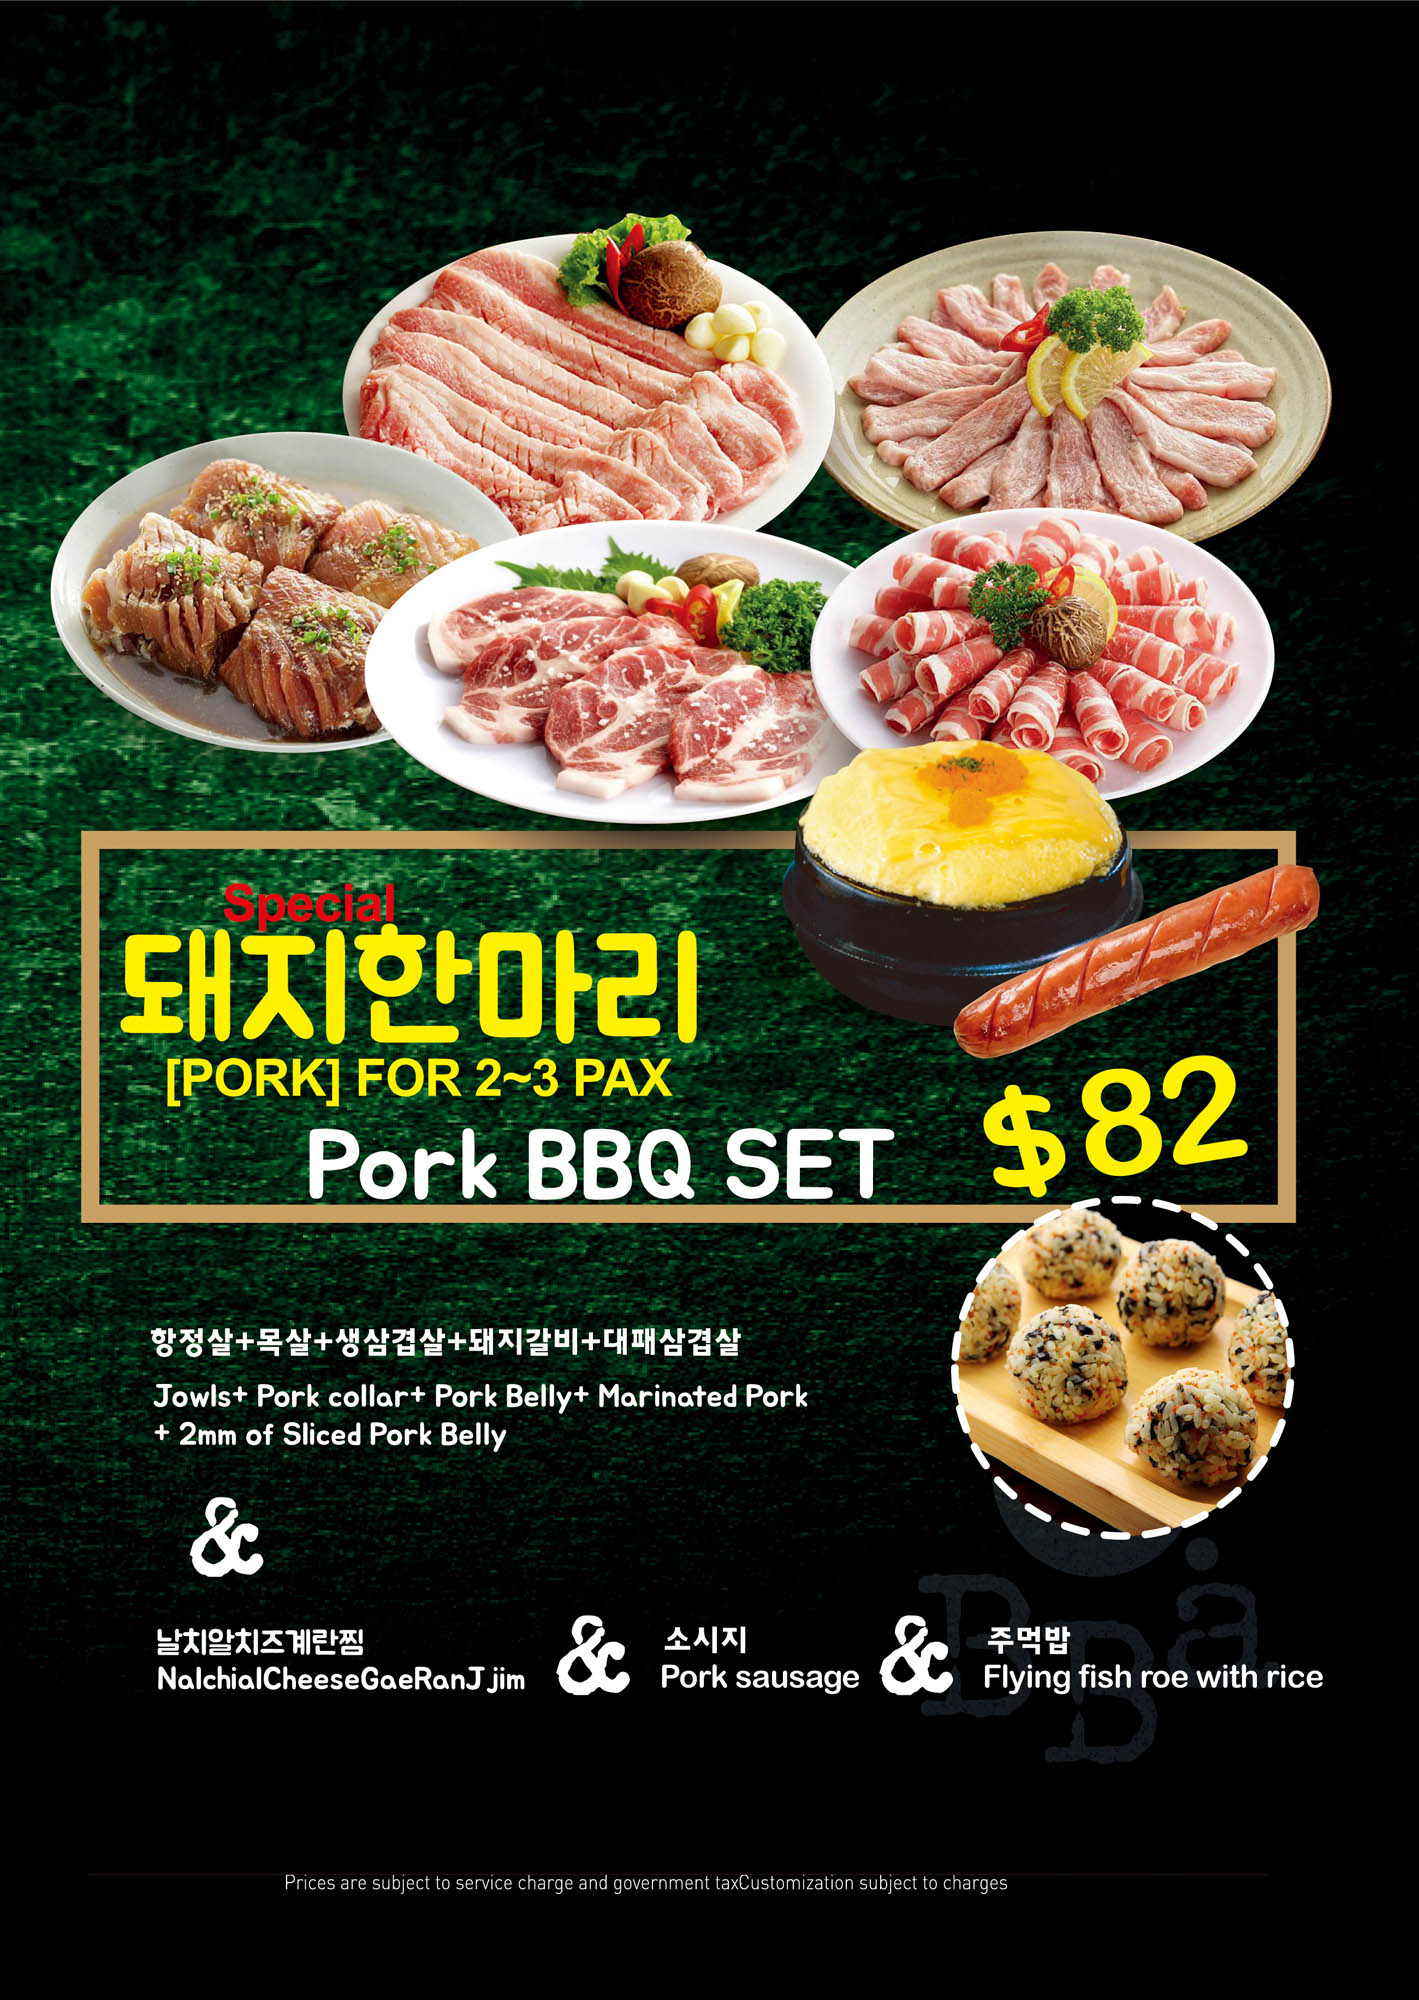 Special
돼지한마리
[PORK] FOR 2~3 PAX
Pork BBQ SET
$82
항정살+목살+생삼겹살+돼지갈비+대패삼겹살
Jowls+ Pork collar+ Pork Belly+ Marinated Pork
+ 2mm of Sliced Pork Belly
&
날치알치즈계란찜
NalchialCheeseGaeRanJjim
&
소시지
Pork sausage
&
주먹밥
Flying fish roe with rice
Prices are subject to service charge and government taxCustomization subject to charges